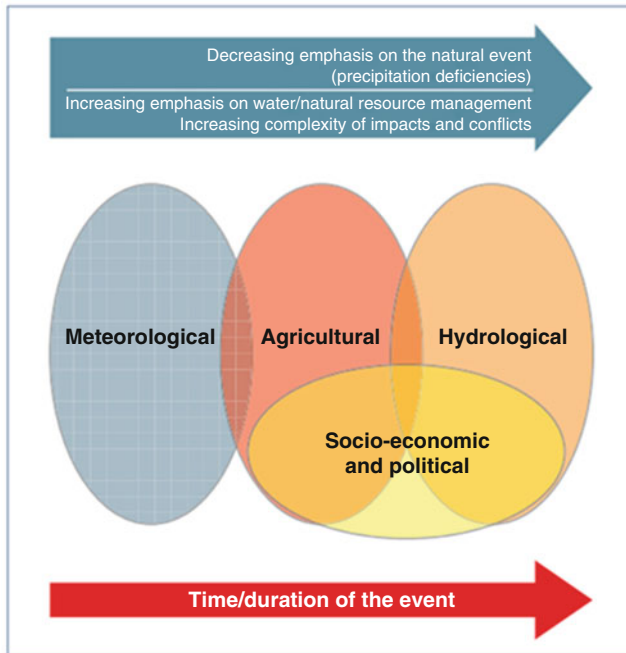 Decreasing emphasis on the natural event
(precipitation deficiencies)
Increasing emphasis on water/natural resource management
Increasing complexity of impacts and conflicts
Meteorological
Agricultural
Hydrological
Socio-economic
and political
Time/duration of the event